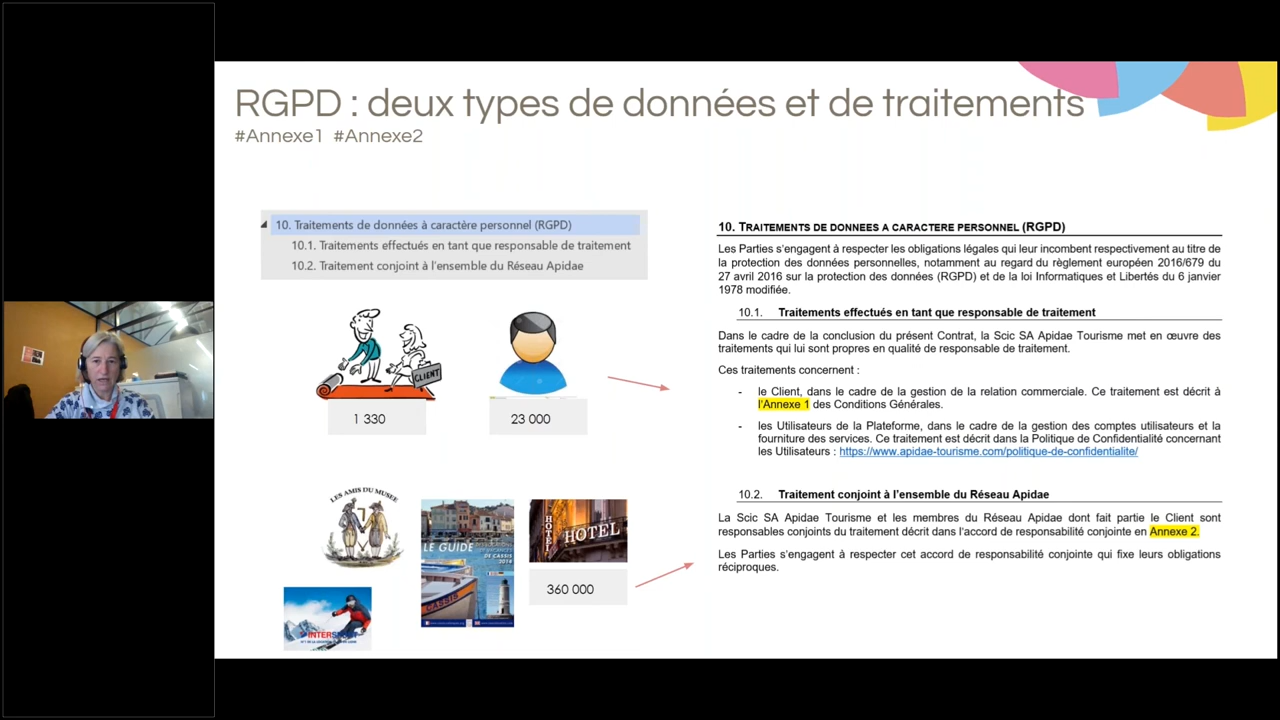 RGPD : deux types de données et de traitements
#Annexe1 #Annexe2
10. Traitements de données à caractère personnel (RGPD)
10.1. Traitements effectués en tant que responsable de traitement
10.2. Traitement conjoint à l'ensemble du Réseau Apidae
CLIENT
1 330
23 000
LES AMIS DU MUSEE
LE GUIDE
DE CASSIS
2014
CASSIS
HOTEL
HOTEL
360 000
10. TRAITEMENTS DE DONNEES A CARACTERE PERSONNEL (RGPD)
Les Parties s'engagent à respecter les obligations légales qui leur incombent respectivement au titre de
la protection des données personnelles, notamment au regard du règlement européen 2016/679 du
27 avril 2016 sur la protection des données (RGPD) et de la loi Informatiques et Libertés du 6 janvier
1978 modifiée.
10.1. Traitements effectués en tant que responsable de traitement
Dans le cadre de la conclusion du présent Contrat, la Scic SA Apidae Tourisme met en œuvre des
traitements qui lui sont propres en qualité de responsable de traitement.
Ces traitements concernent :
- le Client, dans le cadre de la gestion de la relation commerciale. Ce traitement est décrit à
l'Annexe 1 des Conditions Générales.
- les Utilisateurs de la Plateforme, dans le cadre de la gestion des comptes utilisateurs et la
fourniture des services. Ce traitement est décrit dans la Politique de Confidentialité concernant
les Utilisateurs : https://www.apidae-tourisme.com/politique-de-confidentialite/
10.2. Traitement conjoint à l'ensemble du Réseau Apidae
La Scic SA Apidae Tourisme et les membres du Réseau Apidae dont fait partie le Client sont
responsables conjoints du traitement décrit dans l'accord de responsabilité conjointe en Annexe 2.
Les Parties s'engagent à respecter cet accord de responsabilité conjointe qui fixe leurs obligations
réciproques.